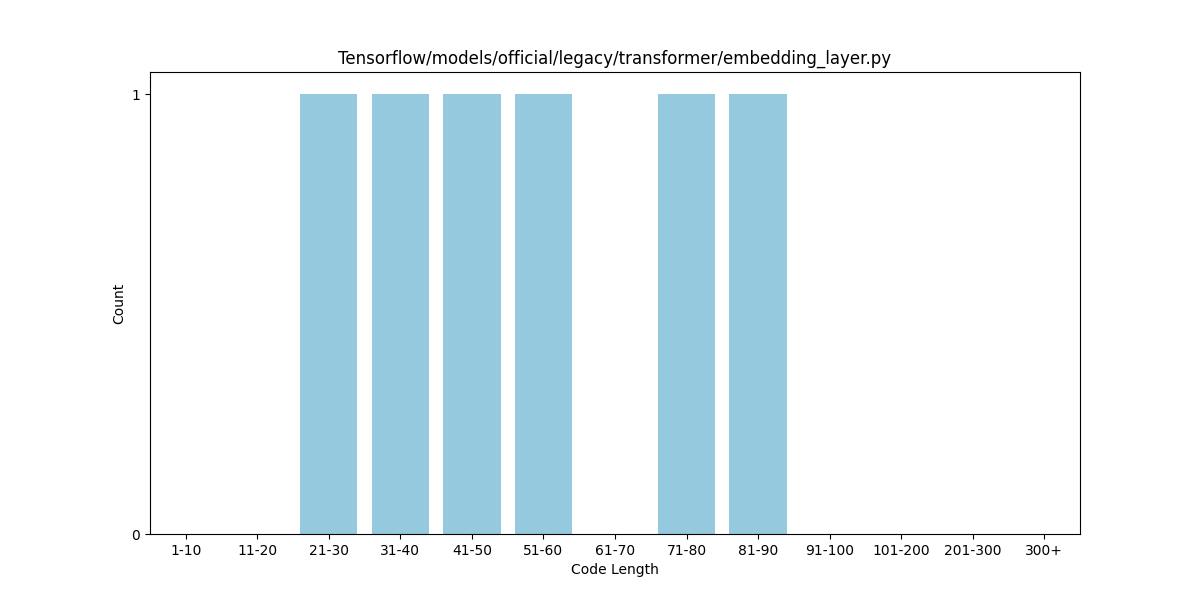 Tensorflow/models/official/legacy/transformer/embedding_layer.py
1
Count
0
1-10 11-20 21-30 31-40 41-50 51-60 61-70 71-80 81-90 91-100 101-200 201-300 300+
Code Length